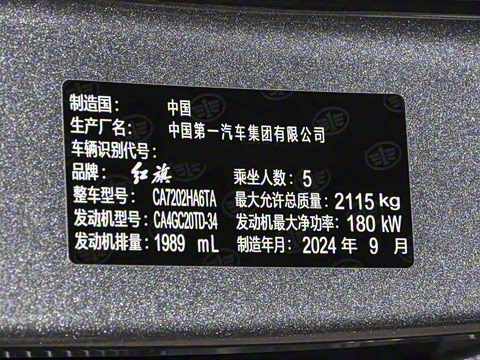 制造国： 中国
生产厂名： 中国第一汽车集团有限公司
车辆识别代号：
品牌： 红旗 乘坐人数： 5
整车型号： CA7202HA6TA 最大允许总质量： 2115 kg
发动机型号： CA4GC20TD-34 发动机最大净功率： 180 kW
发动机排量： 1989 mL 制造年月： 2024 年 9 月